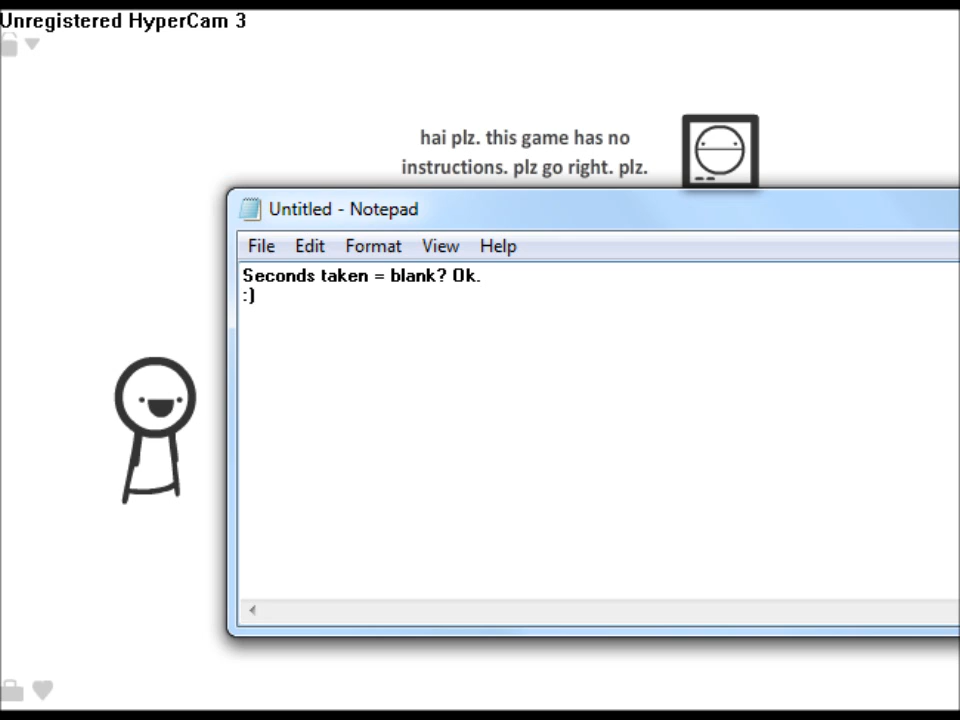 Unregistered HyperCam 3
hai plz. this game has no
instructions. plz go right. plz.
Untitled - Notepad
File Edit Format View Help
Seconds taken = blank? Ok.
:)